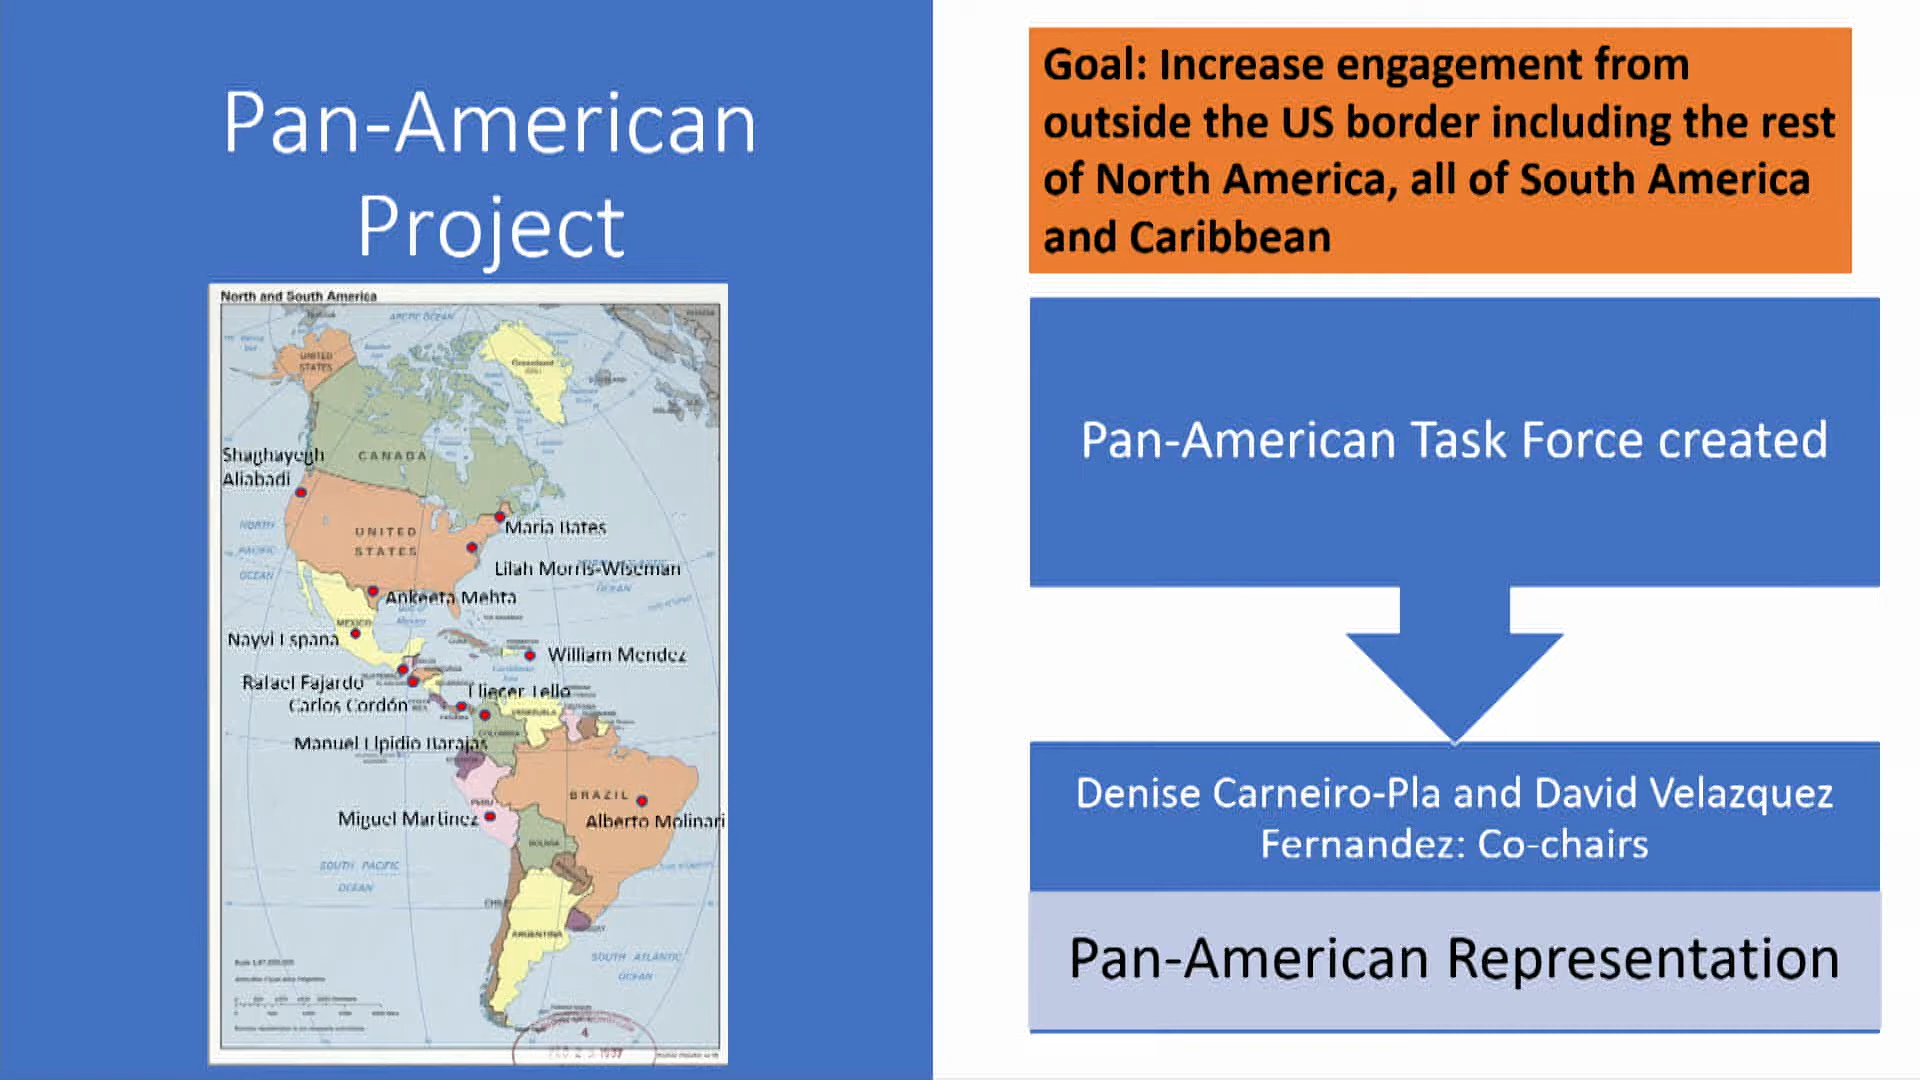 Pan-American
Project
North and South America
ARCTIC OCEAN
UNITED
STATES
Greenland
Shaghayegh
Aliabadi
CANADA
NORTH
PACIFIC
OCEAN
UNITED
STATES
Maria Bates
Lilah Morris-Wiseman
OCEAN
Ankeeta Mehta
MEXICO
Nayvi Espana
William Mendez
Rafael Fajardo
Carlos Cordón
Eliecer Tello
VENEZUELA
COLOMBIA
Manuel Elpidio Barajas
BRAZIL
PERU
Miguel Martinez
Alberto Molinari
BOLIVIA
SOUTH PACIFIC
OCEAN
CHILE
ARGENTINA
URUGUAY
SOUTH ATLANTIC
OCEAN
4
Goal: Increase engagement from
outside the US border including the rest
of North America, all of South America
and Caribbean
Pan-American Task Force created
Denise Carneiro-Pla and David Velazquez
Fernandez: Co-chairs
Pan-American Representation